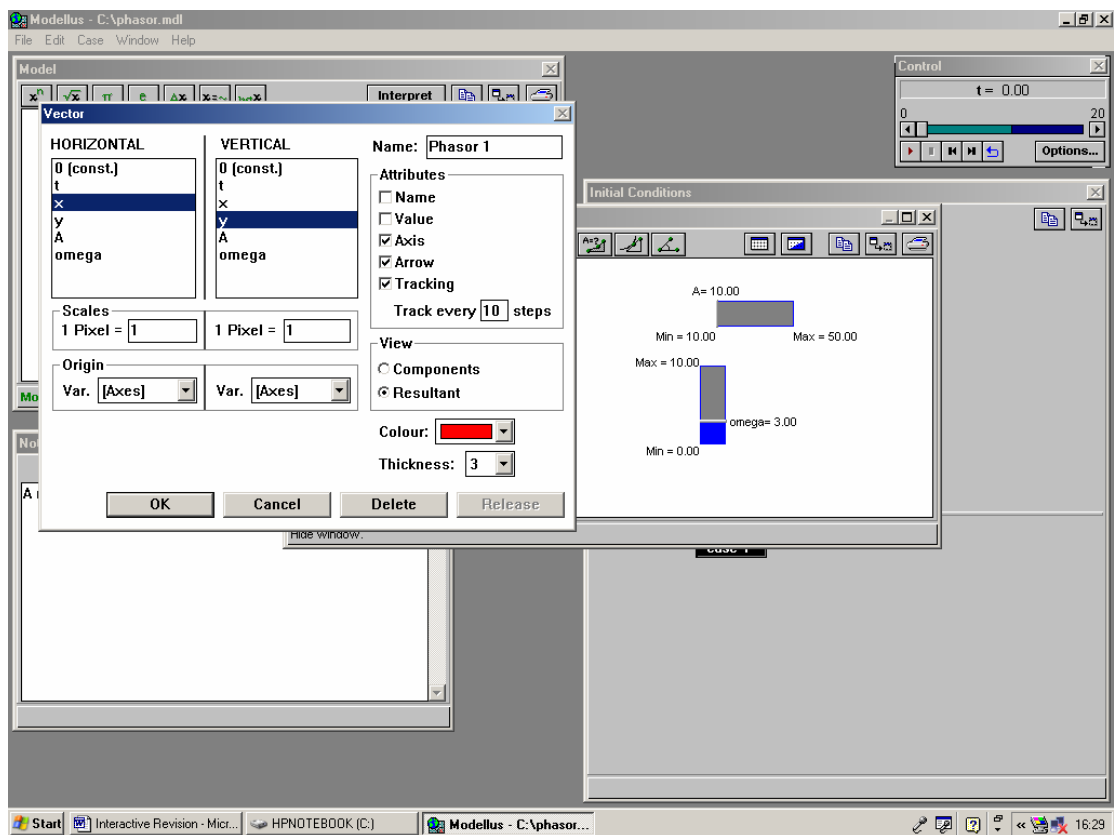 Modellus - C:\phasor.mdl
File Edit Case Window Help
Model
xⁿ √x π e Δx
Interpret
Vector
HORIZONTAL
0 (const.)
t
x
y
A
omega
VERTICAL
0 (const.)
t
x
y
A
omega
Scales
1 Pixel = 1
1 Pixel = 1
Origin
Var. [Axes]
Var. [Axes]
Name: Phasor 1
Attributes
Name
Value
Axis
Arrow
Tracking
Track every 10 steps
View
Components
Resultant
Colour:
Thickness: 3
OK Cancel Delete Release
Control
t = 0.00
0 20
Options...
Initial Conditions
A= 10.00
Min = 10.00 Max = 50.00
Max = 10.00
omega= 3.00
Min = 0.00
Mo
No
A
Hide window.
case 1
Start Interactive Revision - Micr... HPNOTEBOOK (C:) Modellus - C:\phasor... 16:29